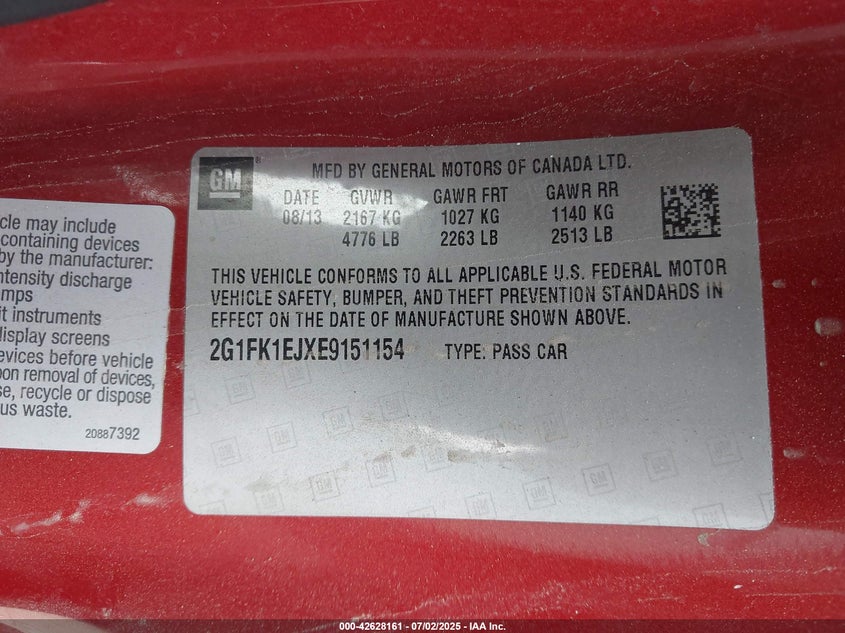 GM
®
MFD BY GENERAL MOTORS OF CANADA LTD.
DATE GVWR GAWR FRT GAWR RR
08/13 2167 KG 1027 KG 1140 KG
4776 LB 2263 LB 2513 LB
THIS VEHICLE CONFORMS TO ALL APPLICABLE U.S. FEDERAL MOTOR
VEHICLE SAFETY, BUMPER, AND THEFT PREVENTION STANDARDS IN
EFFECT ON THE DATE OF MANUFACTURE SHOWN ABOVE.
2G1FK1EJXE9151154 TYPE: PASS CAR
cle may include
containing devices
by the manufacturer:
ntensity discharge
mps
it instruments
display screens
evices before vehicle
on removal of devices,
se, recycle or dispose
us waste.
20887392
000-42628161 - 07/02/2025 - IAA Inc.